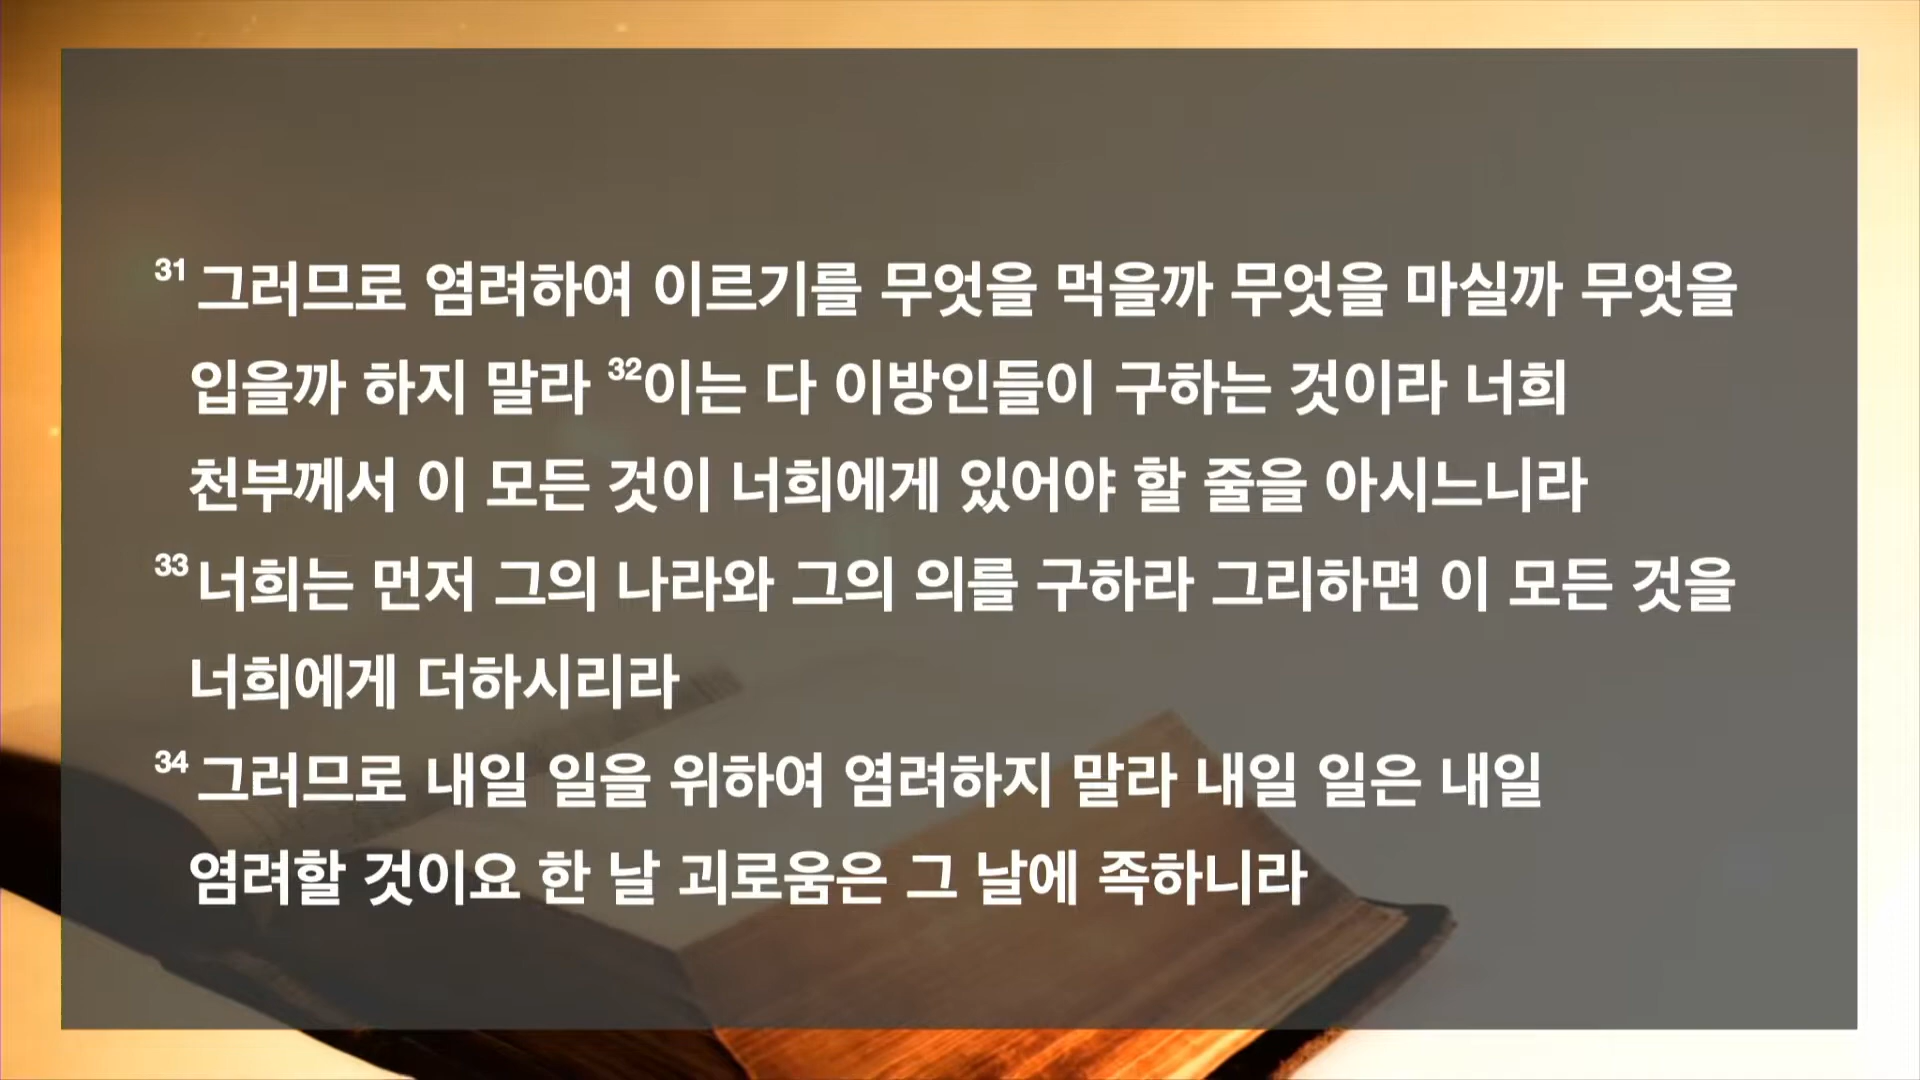 31 그러므로 염려하여 이르기를 무엇을 먹을까 무엇을 마실까 무엇을
입을까 하지 말라 32이는 다 이방인들이 구하는 것이라 너희
천부께서 이 모든 것이 너희에게 있어야 할 줄을 아시느니라
33 너희는 먼저 그의 나라와 그의 의를 구하라 그리하면 이 모든 것을
너희에게 더하시리라
34 그러므로 내일 일을 위하여 염려하지 말라 내일 일은 내일
염려할 것이요 한 날 괴로움은 그 날에 족하니라